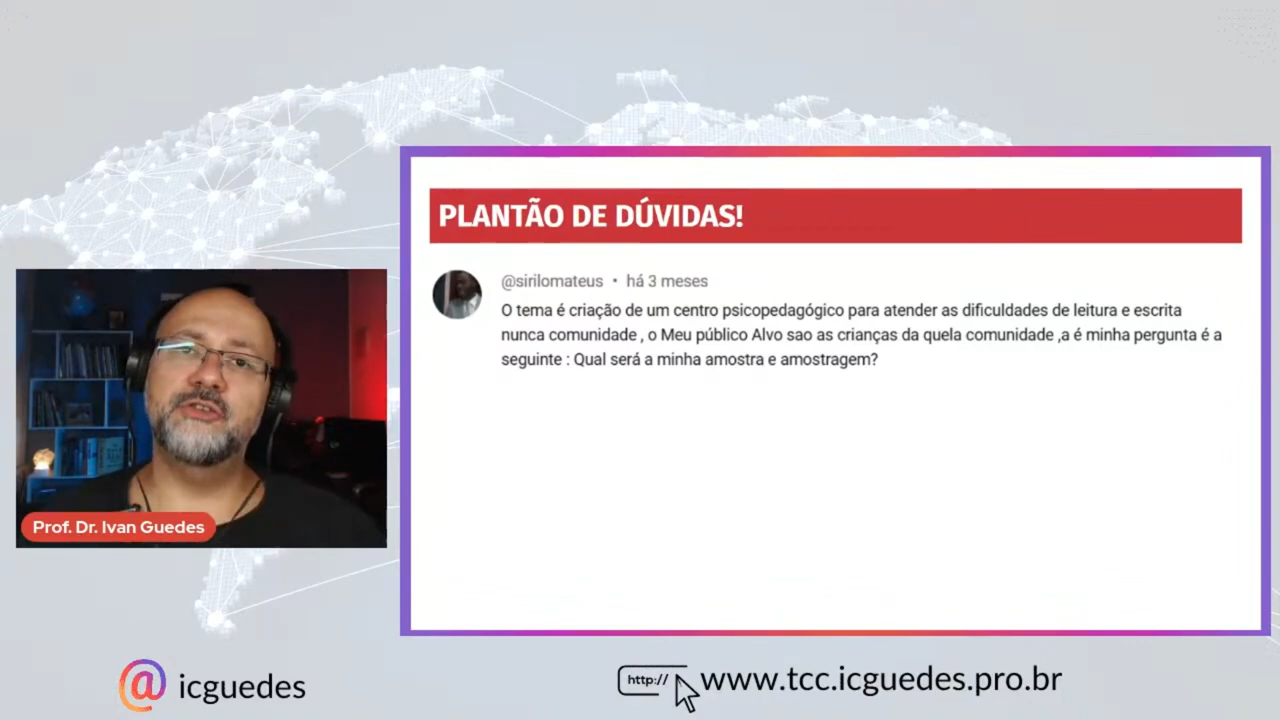 PLANTÃO DE DÚVIDAS!
@sirilomateus • há 3 meses
O tema é criação de um centro psicopedagógico para atender as dificuldades de leitura e escrita
nunca comunidade , o Meu público Alvo sao as crianças da quela comunidade ,a é minha pergunta é a
seguinte : Qual será a minha amostra e amostragem?
Prof. Dr. Ivan Guedes
@ icguedes
http:// www.tcc.icguedes.pro.br